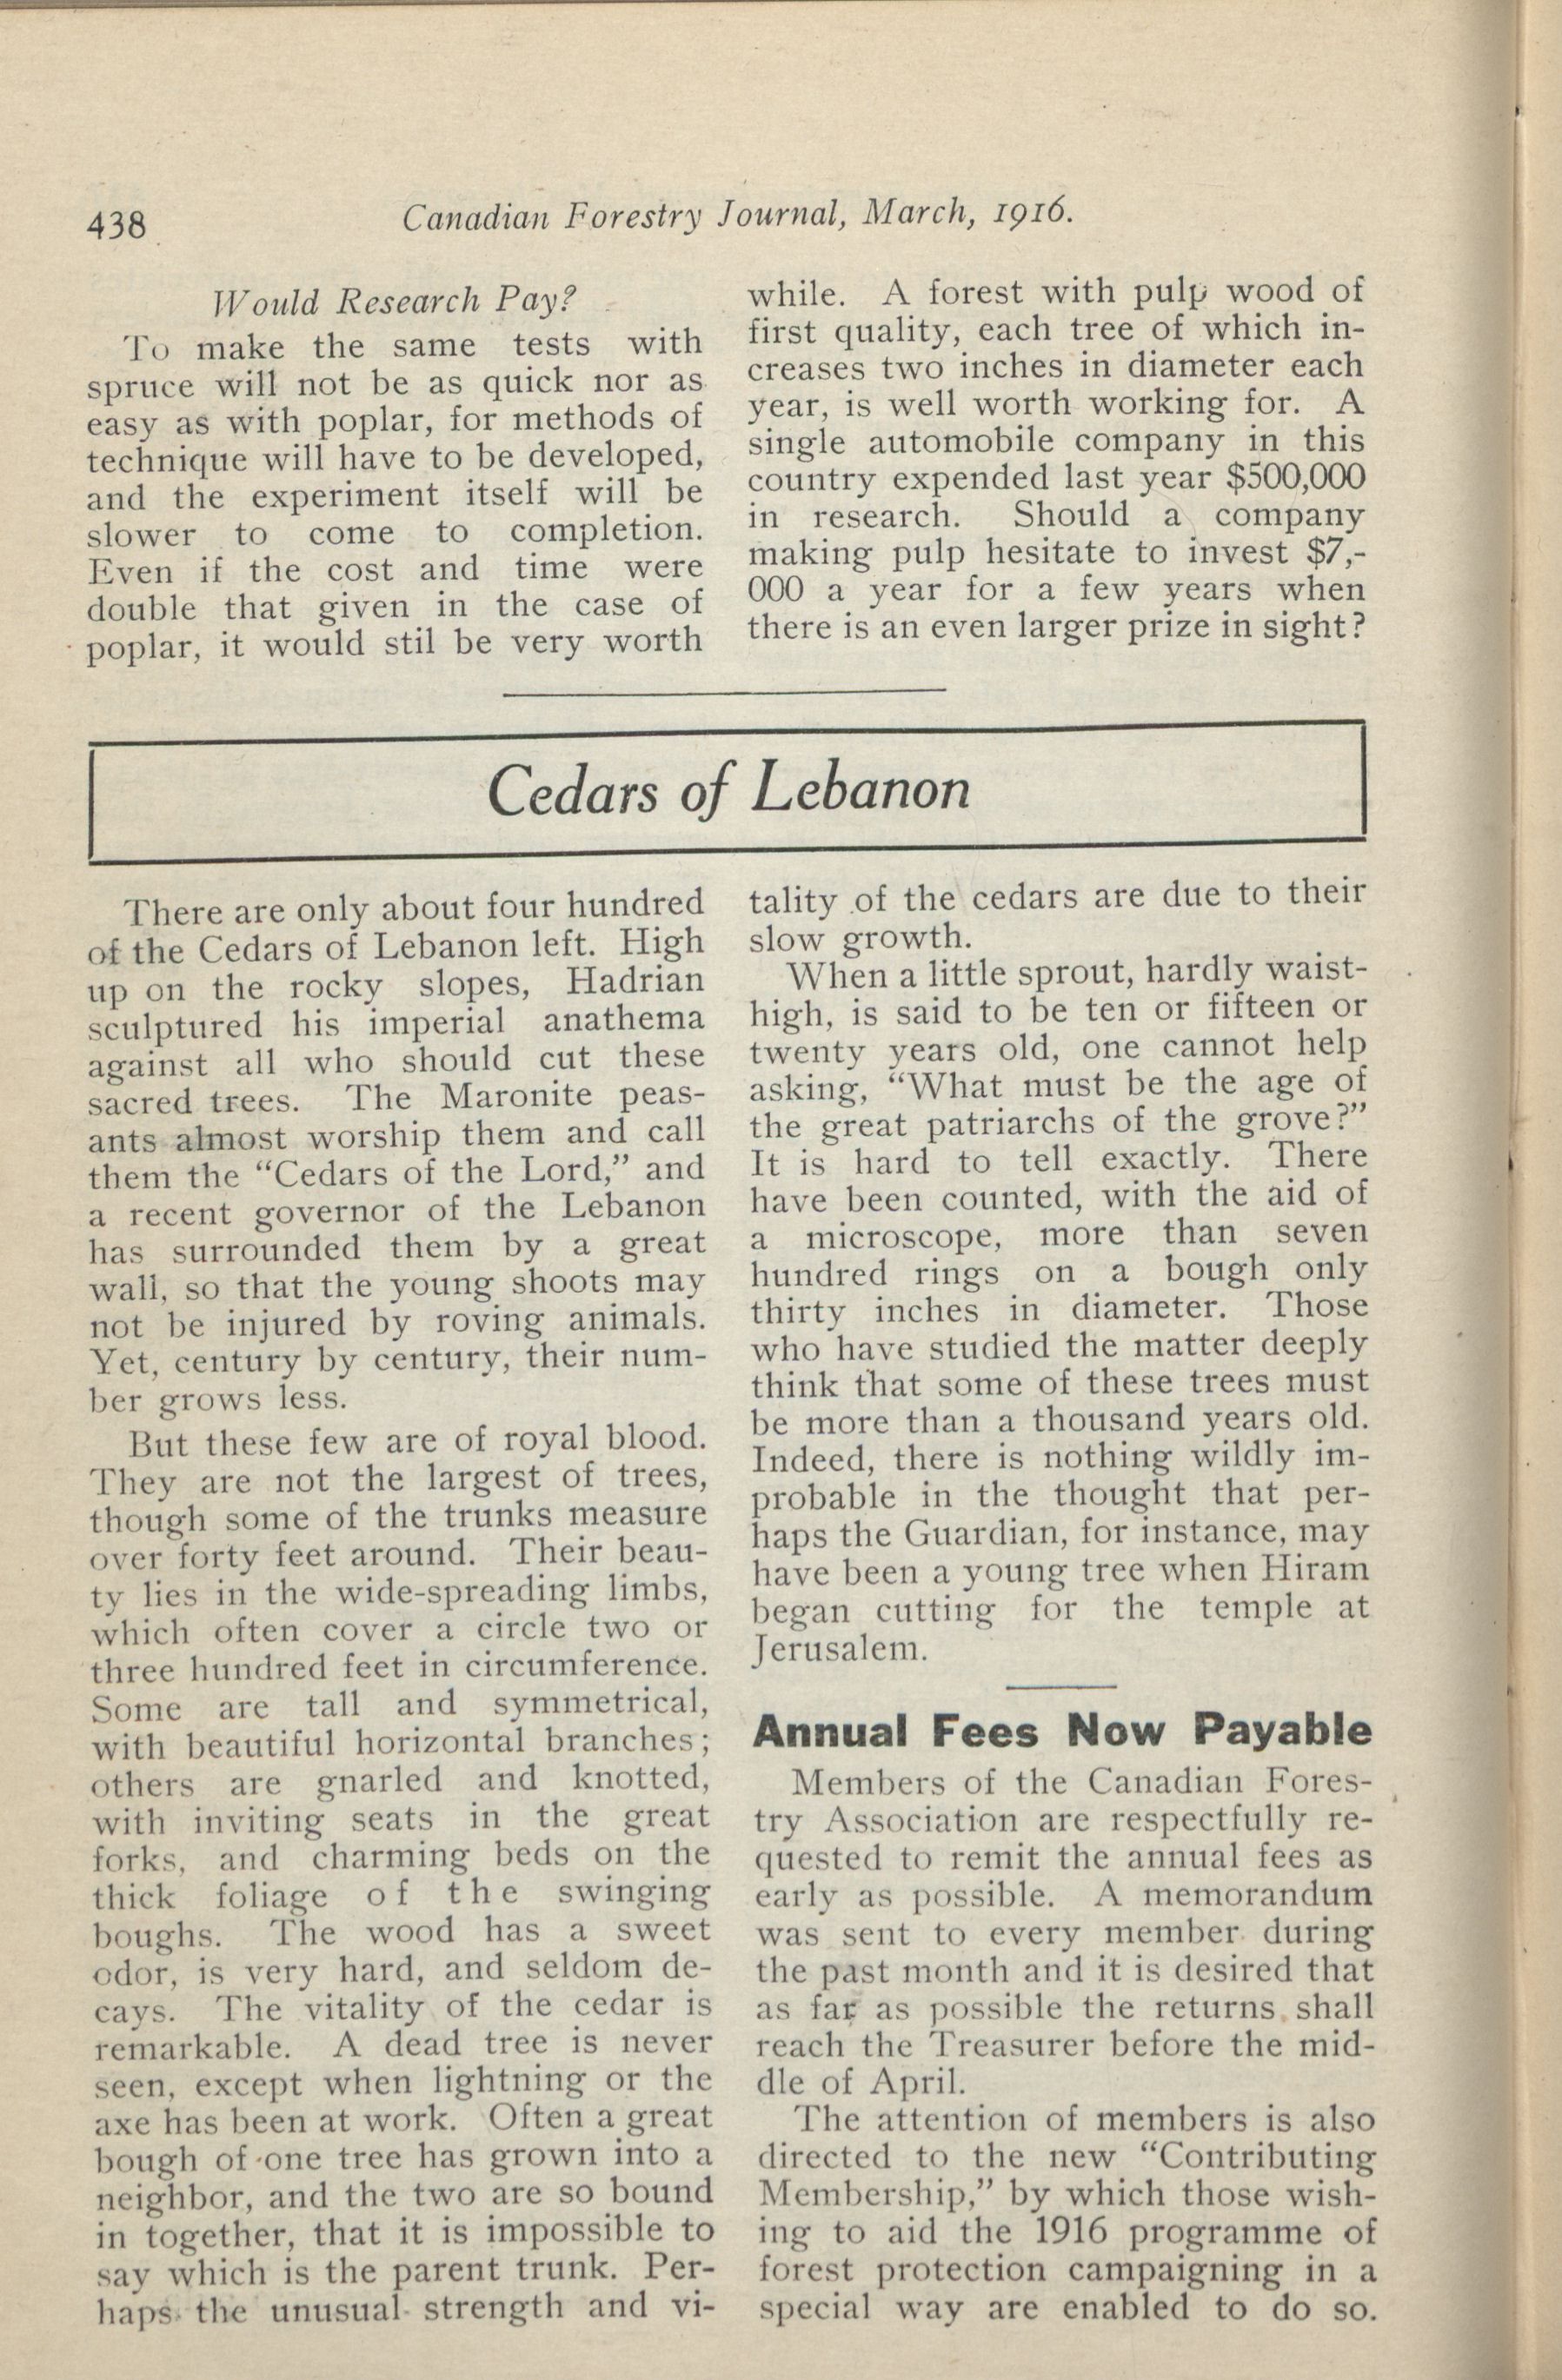 438
Canadian Forestry Journal, March, 1916.
Would Research Pay?
To make the same tests with
spruce will not be as quick nor as
easy as with poplar, for methods of
technique will have to be developed,
and the experiment itself will be
slower to come to completion.
Even if the cost and time were
double that given in the case of
poplar, it would stil be very worth
while. A forest with pulp wood of
first quality, each tree of which in-
creases two inches in diameter each
year, is well worth working for. A
single automobile company in this
country expended last year $500,000
in research. Should a company
making pulp hesitate to invest $7,-
000 a year for a few years when
there is an even larger prize in sight?
Cedars of Lebanon
There are only about four hundred
of the Cedars of Lebanon left. High
up on the rocky slopes, Hadrian
sculptured his imperial anathema
against all who should cut these
sacred trees. The Maronite peas-
ants almost worship them and call
them the "Cedars of the Lord," and
a recent governor of the Lebanon
has surrounded them by a great
wall, so that the young shoots may
not be injured by roving animals.
Yet, century by century, their num-
ber grows less.
But these few are of royal blood.
They are not the largest of trees,
though some of the trunks measure
over forty feet around. Their beau-
ty lies in the wide-spreading limbs,
which often cover a circle two or
three hundred feet in circumference.
Some are tall and symmetrical,
with beautiful horizontal branches;
others are gnarled and knotted,
with inviting seats in the great
forks, and charming beds on the
thick foliage of the swinging
boughs. The wood has a sweet
odor, is very hard, and seldom de-
cays. The vitality of the cedar is
remarkable. A dead tree is never
seen, except when lightning or the
axe has been at work. Often a great
bough of one tree has grown into a
neighbor, and the two are so bound
in together, that it is impossible to
say which is the parent trunk. Per-
haps the unusual strength and vi-
tality of the cedars are due to their
slow growth.
When a little sprout, hardly waist-
high, is said to be ten or fifteen or
twenty years old, one cannot help
asking, "What must be the age of
the great patriarchs of the grove?"
It is hard to tell exactly. There
have been counted, with the aid of
a microscope, more than seven
hundred rings on a bough only
thirty inches in diameter. Those
who have studied the matter deeply
think that some of these trees must
be more than a thousand years old.
Indeed, there is nothing wildly im-
probable in the thought that per-
haps the Guardian, for instance, may
have been a young tree when Hiram
began cutting for the temple at
Jerusalem.
Annual Fees Now Payable
Members of the Canadian Fores-
try Association are respectfully re-
quested to remit the annual fees as
early as possible. A memorandum
was sent to every member during
the past month and it is desired that
as far as possible the returns shall
reach the Treasurer before the mid-
dle of April.
The attention of members is also
directed to the new "Contributing
Membership," by which those wish-
ing to aid the 1916 programme of
forest protection campaigning in a
special way are enabled to do so.